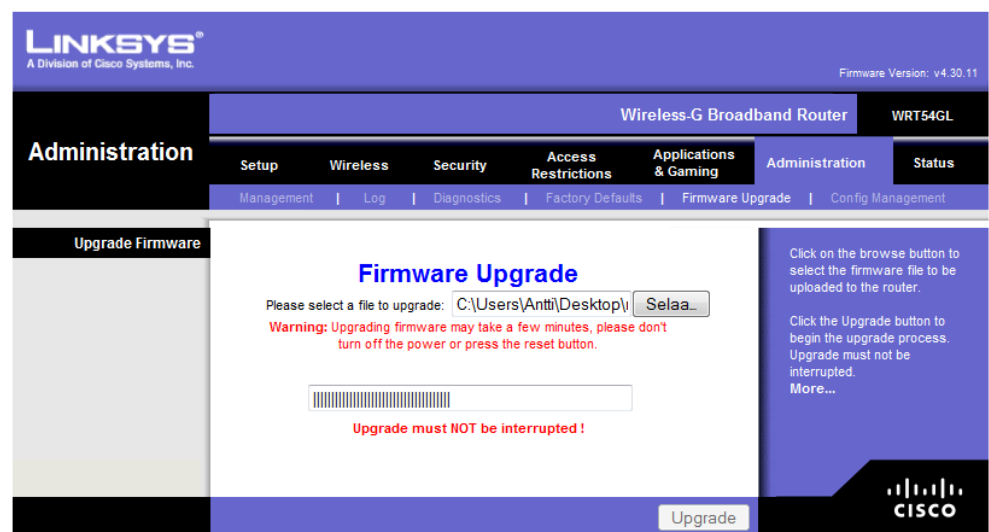 LINKSYS®
A Division of Cisco Systems, Inc.
Firmware Version: v4.30.11
Wireless-G Broadband Router WRT54GL
Administration
Setup Wireless Security Access Restrictions Applications & Gaming Administration Status
Management | Log | Diagnostics | Factory Defaults | Firmware Upgrade | Config Management
Upgrade Firmware
Firmware Upgrade
Please select a file to upgrade: C:\Users\Antti\Desktop\ Selaa...
Warning: Upgrading firmware may take a few minutes, please don't
turn off the power or press the reset button.
Upgrade must NOT be interrupted !
Click on the browse button to
select the firmware file to be
uploaded to the router.
Click the Upgrade button to
begin the upgrade process.
Upgrade must not be
interrupted.
More...
Upgrade
CISCO